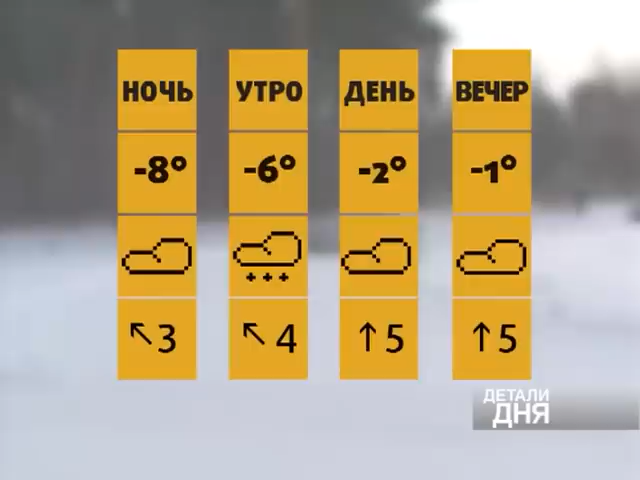 НОЧЬ УТРО ДЕНЬ ВЕЧЕР
-8° -6° -2° -1°
↖3 ↖4 ↑5 ↑5
ДЕТАЛИ
ДНЯ